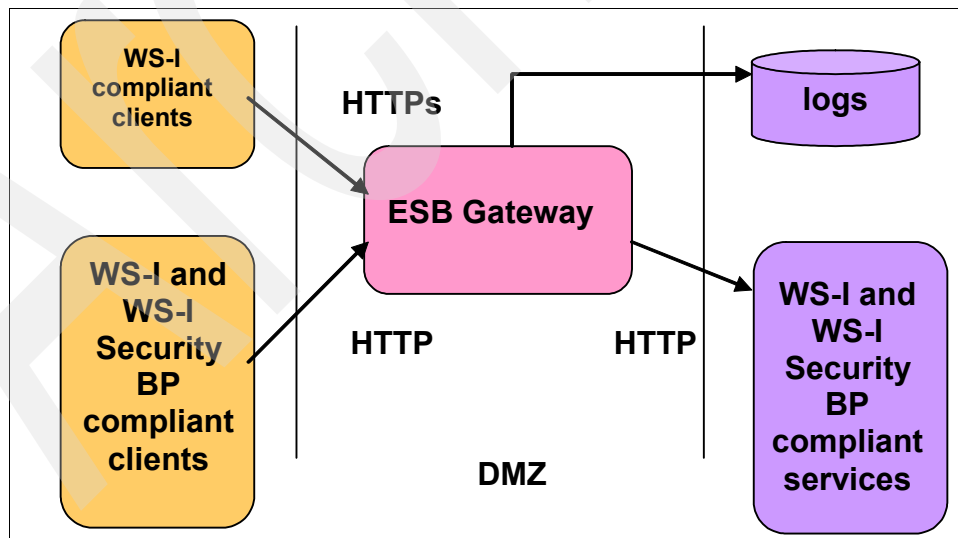 WS-I
compliant
clients
HTTPs
logs
ESB Gateway
WS-I and
WS-I
Security
BP
compliant
clients
HTTP
HTTP
WS-I and
WS-I
Security
BP
compliant
services
DMZ